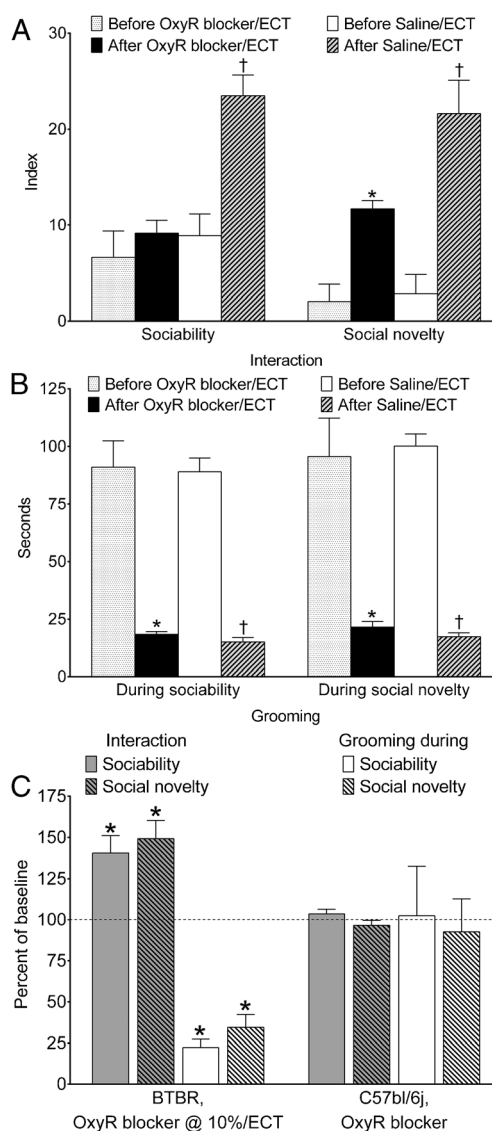 A
Before OxyR blocker/ECT Before Saline/ECT
After OxyR blocker/ECT After Saline/ECT
30
20
10
0
Index
†
*
†
Sociability Social novelty
Interaction
B
Before OxyR blocker/ECT Before Saline/ECT
After OxyR blocker/ECT After Saline/ECT
125
100
75
50
25
0
Seconds
* † * †
During sociability During social novelty
Grooming
Interaction Grooming during
Sociability Sociability
Social novelty Social novelty
C
175
150
125
100
75
50
25
0
Percent of baseline
* * * *
BTBR, C57bl/6j,
OxyR blocker @ 10%/ECT OxyR blocker